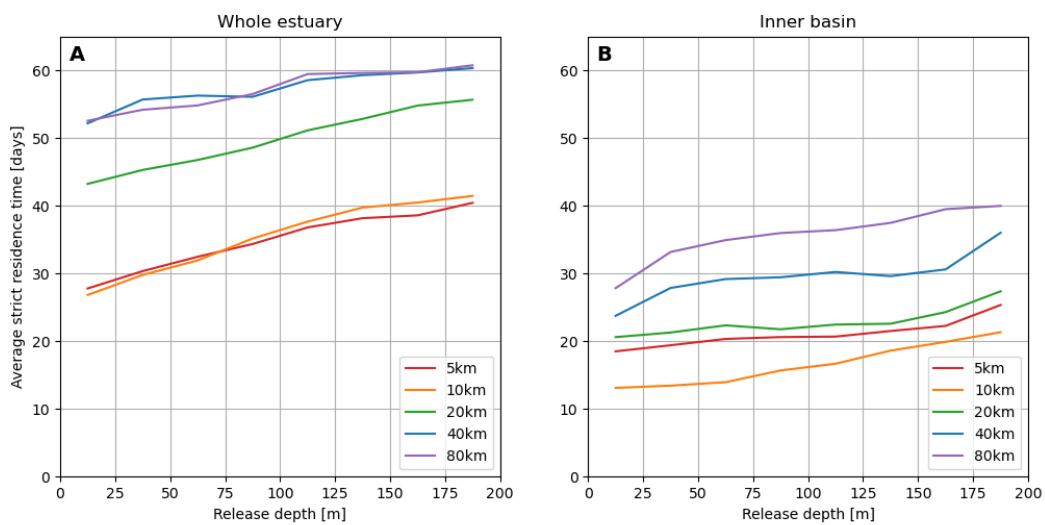 Whole estuary
A
Average strict residence time [days]
60
50
40
30
20
10
0
0 25 50 75 100 125 150 175 200
Release depth [m]
5km
10km
20km
40km
80km
Inner basin
B
60
50
40
30
20
10
0
0 25 50 75 100 125 150 175 200
Release depth [m]
5km
10km
20km
40km
80km